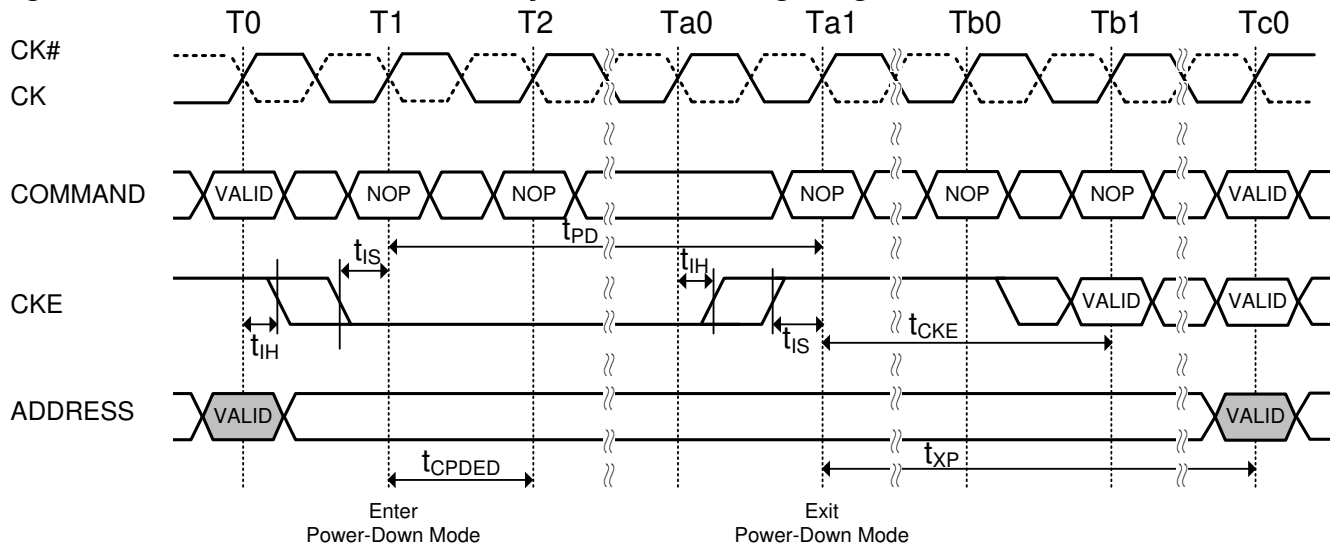 T0 T1 T2 Ta0 Ta1 Tb0 Tb1 Tc0
CK#
CK
COMMAND VALID NOP NOP NOP NOP NOP VALID
tPD
tIS tIH
CKE VALID VALID
tIH tIS tCKE
ADDRESS VALID VALID
tCPDED tXP
Enter Exit
Power-Down Mode Power-Down Mode